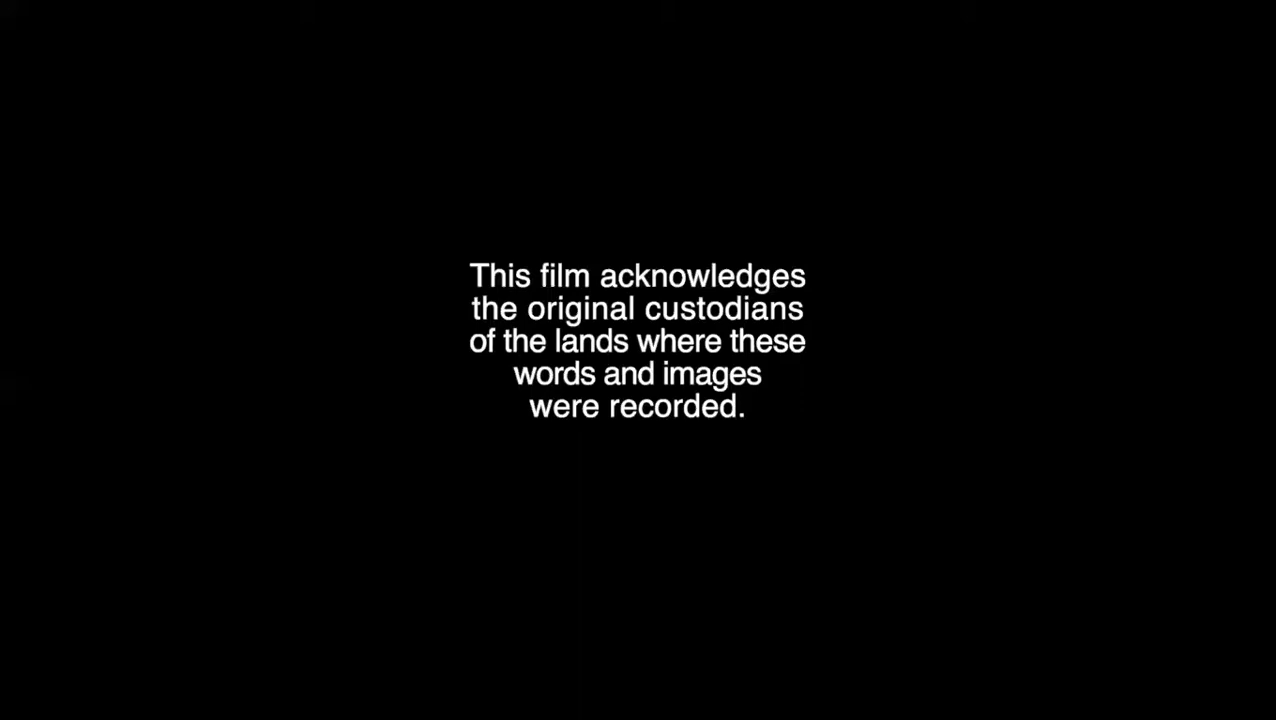 This film acknowledges
the original custodians
of the lands where these
words and images
were recorded.